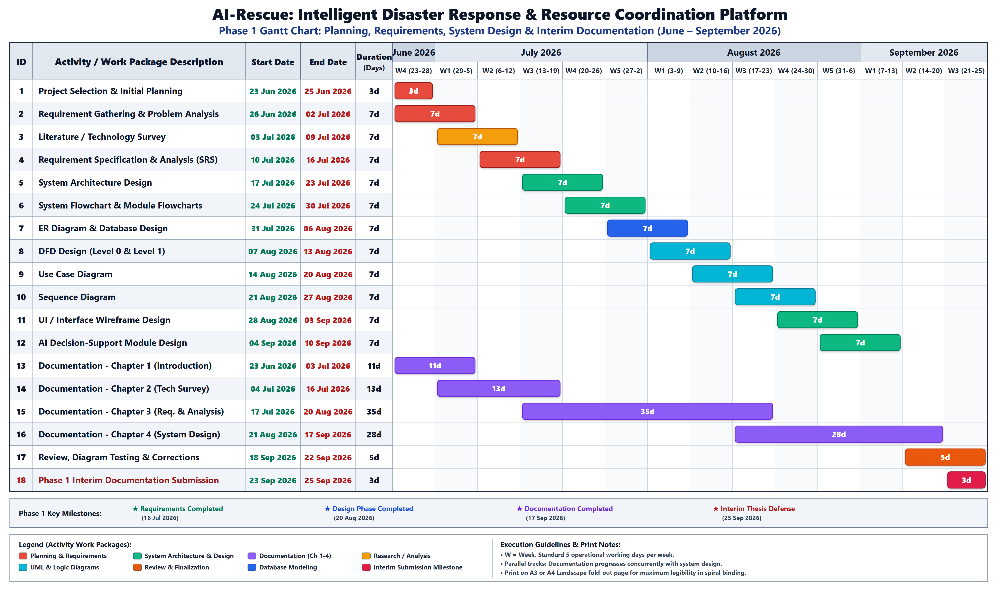 AI-Rescue: Intelligent Disaster Response & Resource Coordination Platform
Phase 1 Gantt Chart: Planning, Requirements, System Design & Interim Documentation (June – September 2026)
ID Activity / Work Package Description Start Date End Date Duration (Days) June 2026 July 2026 August 2026 September 2026
W4 (23-28) W1 (29-5) W2 (6-12) W3 (13-19) W4 (20-26) W5 (27-2) W1 (3-9) W2 (10-16) W3 (17-23) W4 (24-30) W5 (31-6) W1 (7-13) W2 (14-20) W3 (21-25)
1 Project Selection & Initial Planning 23 Jun 2026 25 Jun 2026 3d 3d
2 Requirement Gathering & Problem Analysis 26 Jun 2026 02 Jul 2026 7d 7d
3 Literature / Technology Survey 03 Jul 2026 09 Jul 2026 7d 7d
4 Requirement Specification & Analysis (SRS) 10 Jul 2026 16 Jul 2026 7d 7d
5 System Architecture Design 17 Jul 2026 23 Jul 2026 7d 7d
6 System Flowchart & Module Flowcharts 24 Jul 2026 30 Jul 2026 7d 7d
7 ER Diagram & Database Design 31 Jul 2026 06 Aug 2026 7d 7d
8 DFD Design (Level 0 & Level 1) 07 Aug 2026 13 Aug 2026 7d 7d
9 Use Case Diagram 14 Aug 2026 20 Aug 2026 7d 7d
10 Sequence Diagram 21 Aug 2026 27 Aug 2026 7d 7d
11 UI / Interface Wireframe Design 28 Aug 2026 03 Sep 2026 7d 7d
12 AI Decision-Support Module Design 04 Sep 2026 10 Sep 2026 7d 7d
13 Documentation - Chapter 1 (Introduction) 23 Jun 2026 03 Jul 2026 11d 11d
14 Documentation - Chapter 2 (Tech Survey) 04 Jul 2026 16 Jul 2026 13d 13d
15 Documentation - Chapter 3 (Req. & Analysis) 17 Jul 2026 20 Aug 2026 35d 35d
16 Documentation - Chapter 4 (System Design) 21 Aug 2026 17 Sep 2026 28d 28d
17 Review, Diagram Testing & Corrections 18 Sep 2026 22 Sep 2026 5d 5d
18 Phase 1 Interim Documentation Submission 23 Sep 2026 25 Sep 2026 3d 3d
Phase 1 Key Milestones:
★ Requirements Completed
(16 Jul 2026)
★ Design Phase Completed
(20 Aug 2026)
★ Documentation Completed
(17 Sep 2026)
★ Interim Thesis Defense
(25 Sep 2026)
Legend (Activity Work Packages):
Planning & Requirements System Architecture & Design Documentation (Ch 1-4) Research / Analysis
UML & Logic Diagrams Review & Finalization Database Modeling Interim Submission Milestone
Execution Guidelines & Print Notes:
• W = Week. Standard 5 operational working days per week.
• Parallel tracks: Documentation progresses concurrently with system design.
• Print on A3 or A4 Landscape fold-out page for maximum legibility in spiral binding.